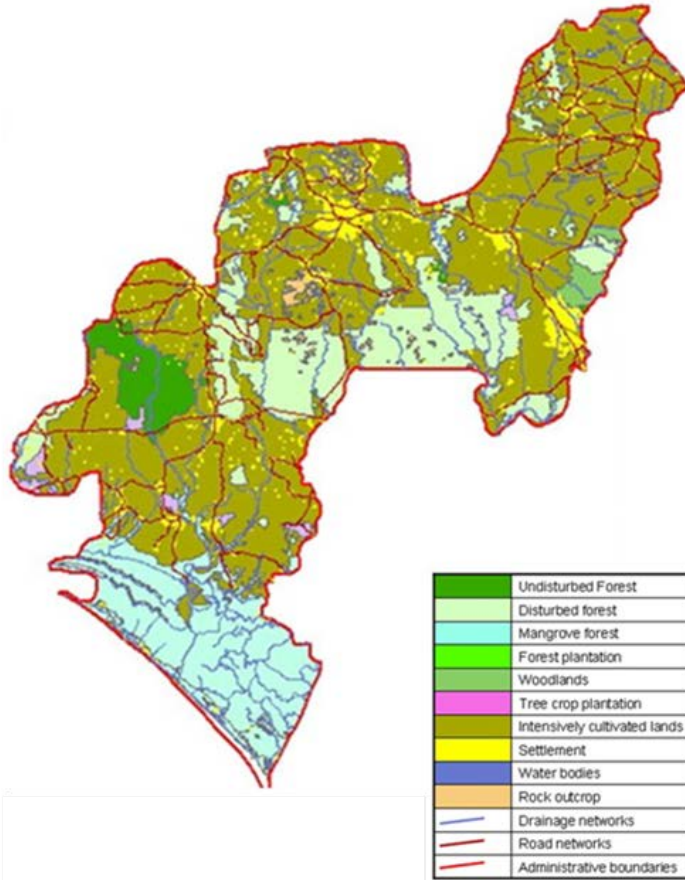 Undisturbed Forest
Disturbed forest
Mangrove forest
Forest plantation
Woodlands
Tree crop plantation
Intensively cultivated lands
Settlement
Water bodies
Rock outcrop
Drainage networks
Road networks
Administrative boundaries